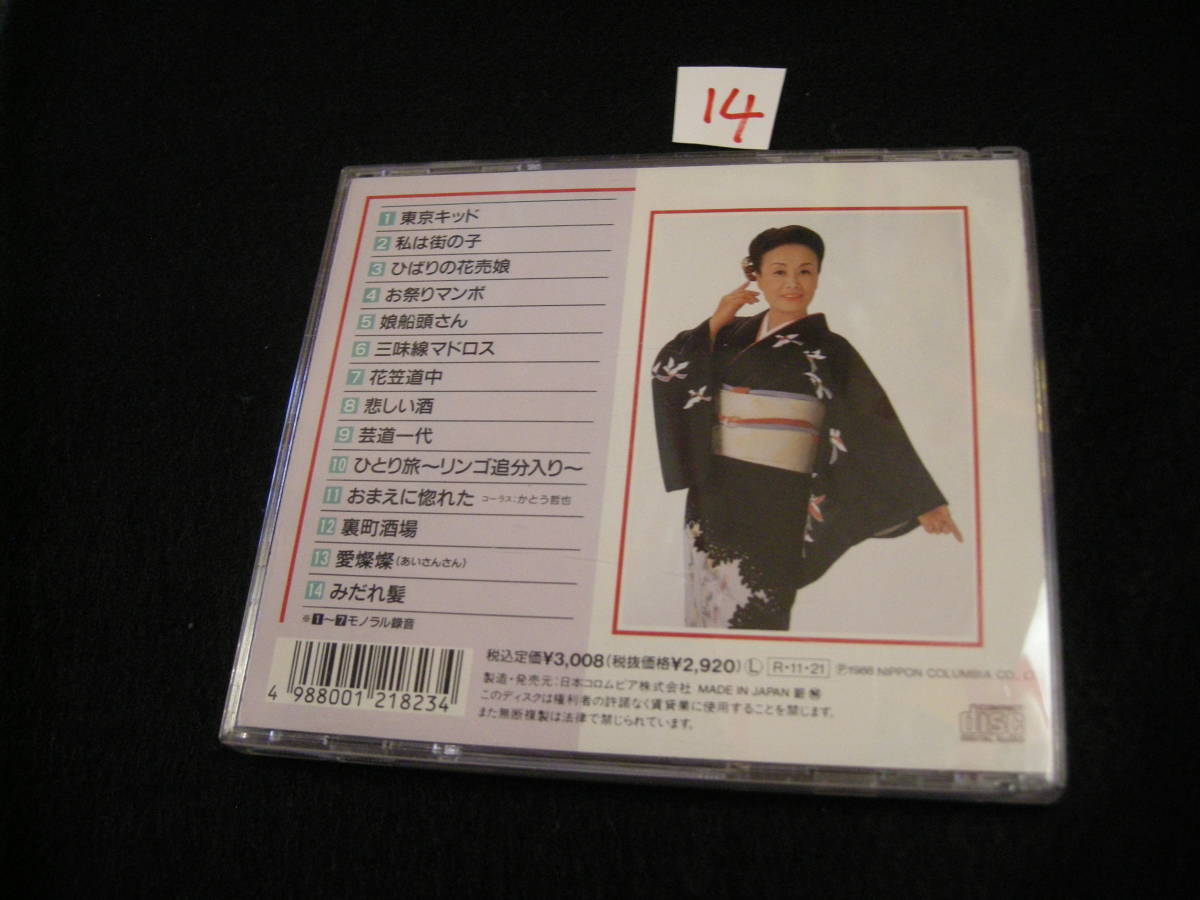 14
1 東京キッド
2 私は街の子
3 ひばりの花売娘
4 お祭りマンボ
5 娘船頭さん
6 三味線マドロス
7 花笠道中
8 悲しい酒
9 芸道一代
10 ひとり旅〜リンゴ追分入り〜
11 おまえに惚れた コーラス:かとう哲也
12 裏町酒場
13 愛燦燦(あいさんさん)
14 みだれ髪
※1〜7モノラル録音
4 988001 218234
税込定価¥3,008(税抜価格¥2,920) Ⓛ R・11・21 ℗1988 NIPPON COLUMBIA CO.
製造・発売元:日本コロムビア株式会社 MADE IN JAPAN
このディスクは権利者の許諾なく賃貸業に使用することを禁じます。
また無断複製は法律で禁じられています。
disc